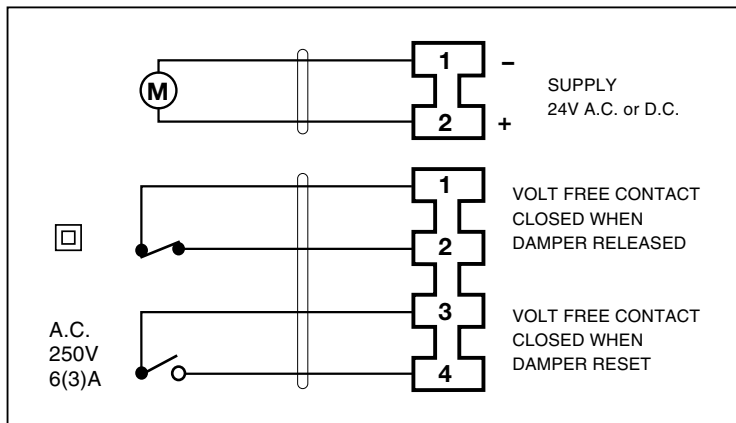 1
–
M
SUPPLY
24V A.C. or D.C.
2
+
1
VOLT FREE CONTACT
CLOSED WHEN
DAMPER RELEASED
2
3
VOLT FREE CONTACT
CLOSED WHEN
DAMPER RESET
A.C.
250V
6(3)A
4